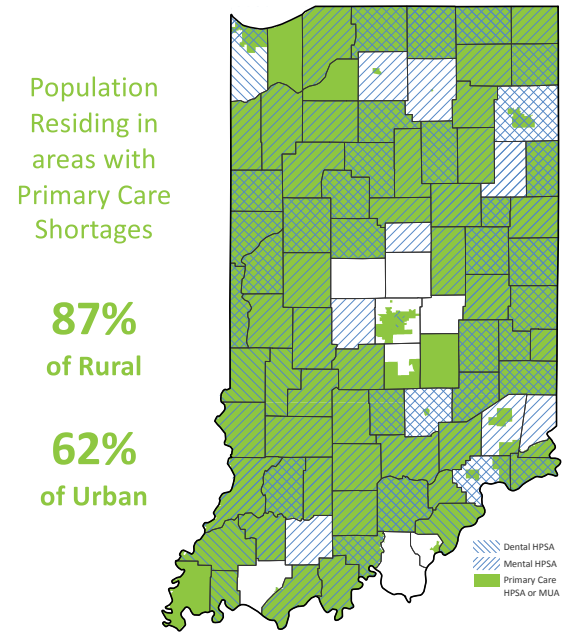 Population
Residing in
areas with
Primary Care
Shortages
87%
of Rural
62%
of Urban
Dental HPSA
Mental HPSA
Primary Care
HPSA or MUA